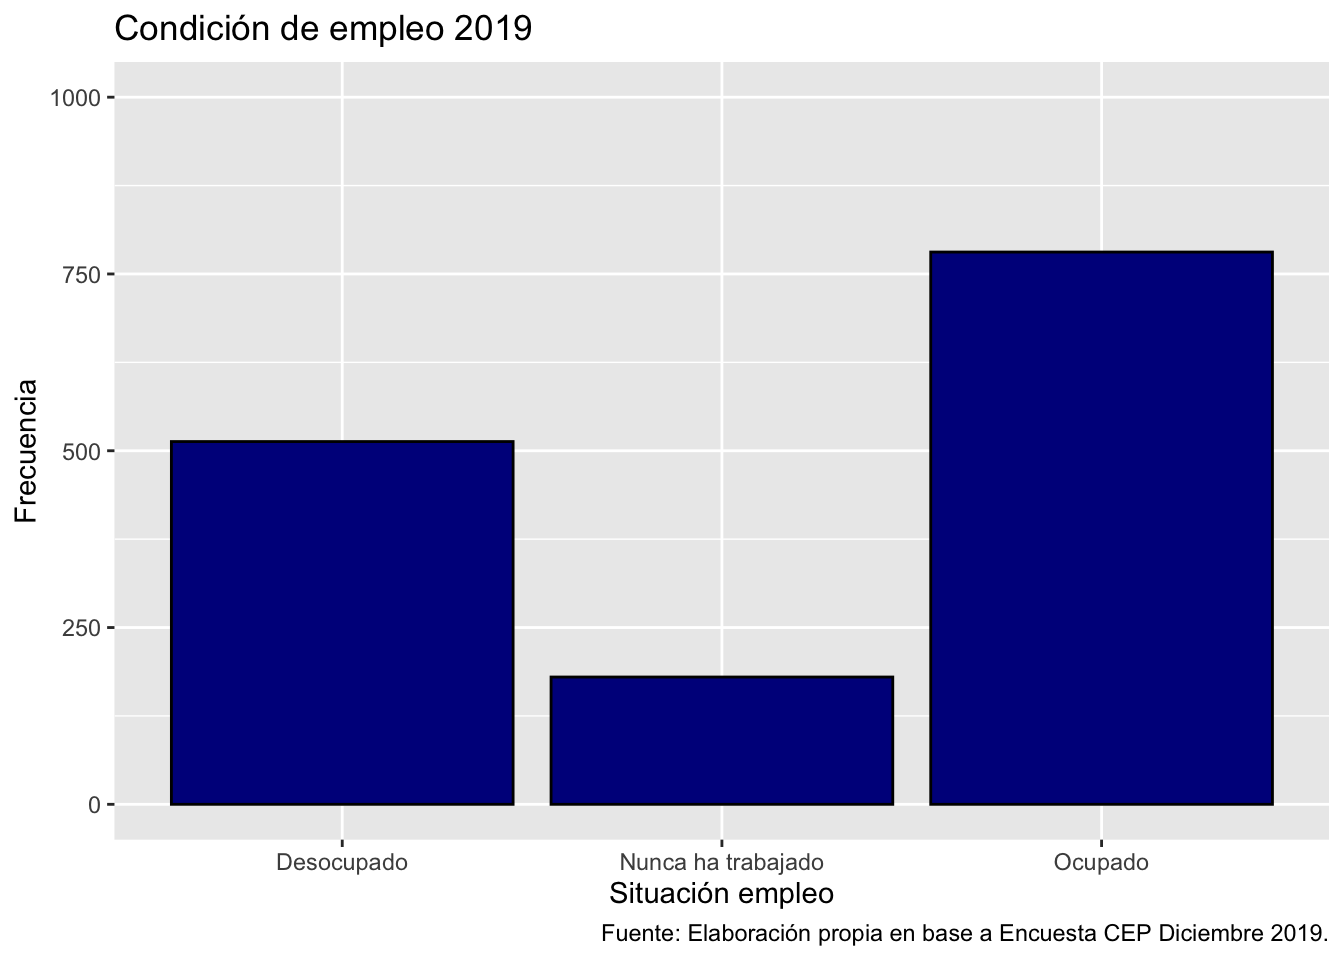 Condición de empleo 2019
1000
750
500
250
0
Frecuencia
Desocupado
Nunca ha trabajado
Ocupado
Situación empleo
Fuente: Elaboración propia en base a Encuesta CEP Diciembre 2019.